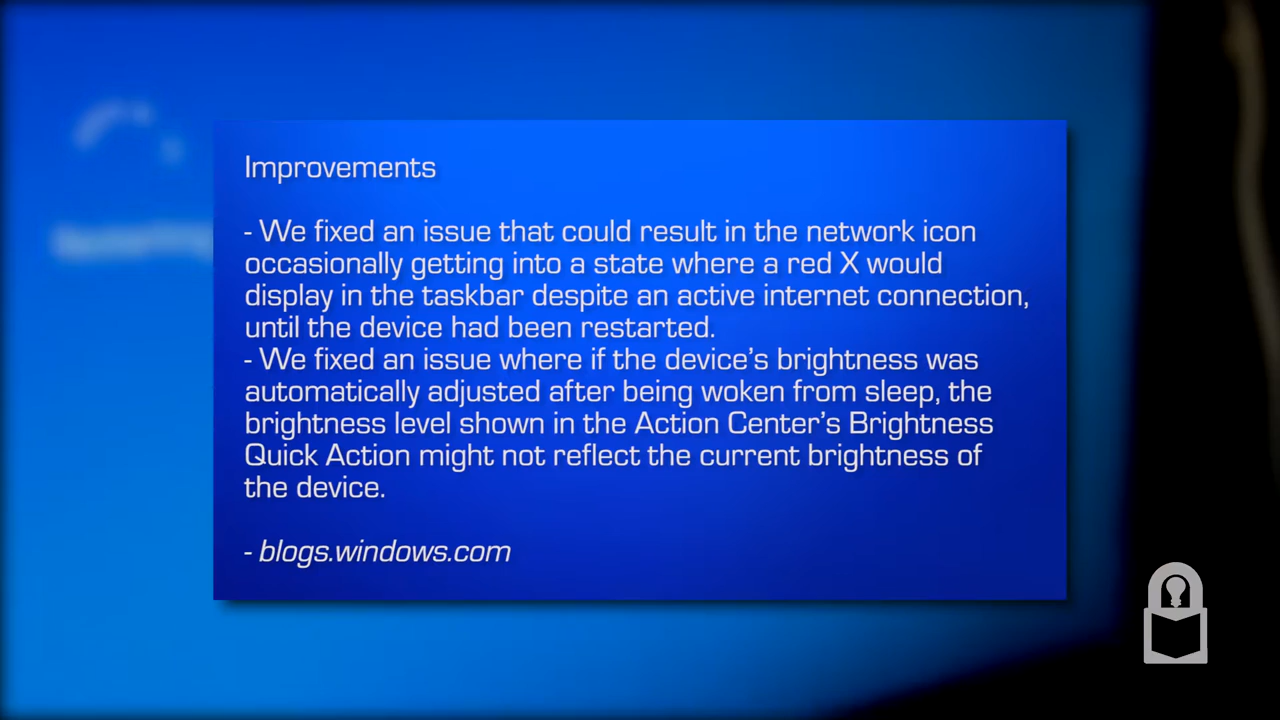 Improvements
- We fixed an issue that could result in the network icon
occasionally getting into a state where a red X would
display in the taskbar despite an active internet connection,
until the device had been restarted.
- We fixed an issue where if the device's brightness was
automatically adjusted after being woken from sleep, the
brightness level shown in the Action Center's Brightness
Quick Action might not reflect the current brightness of
the device.
- blogs.windows.com